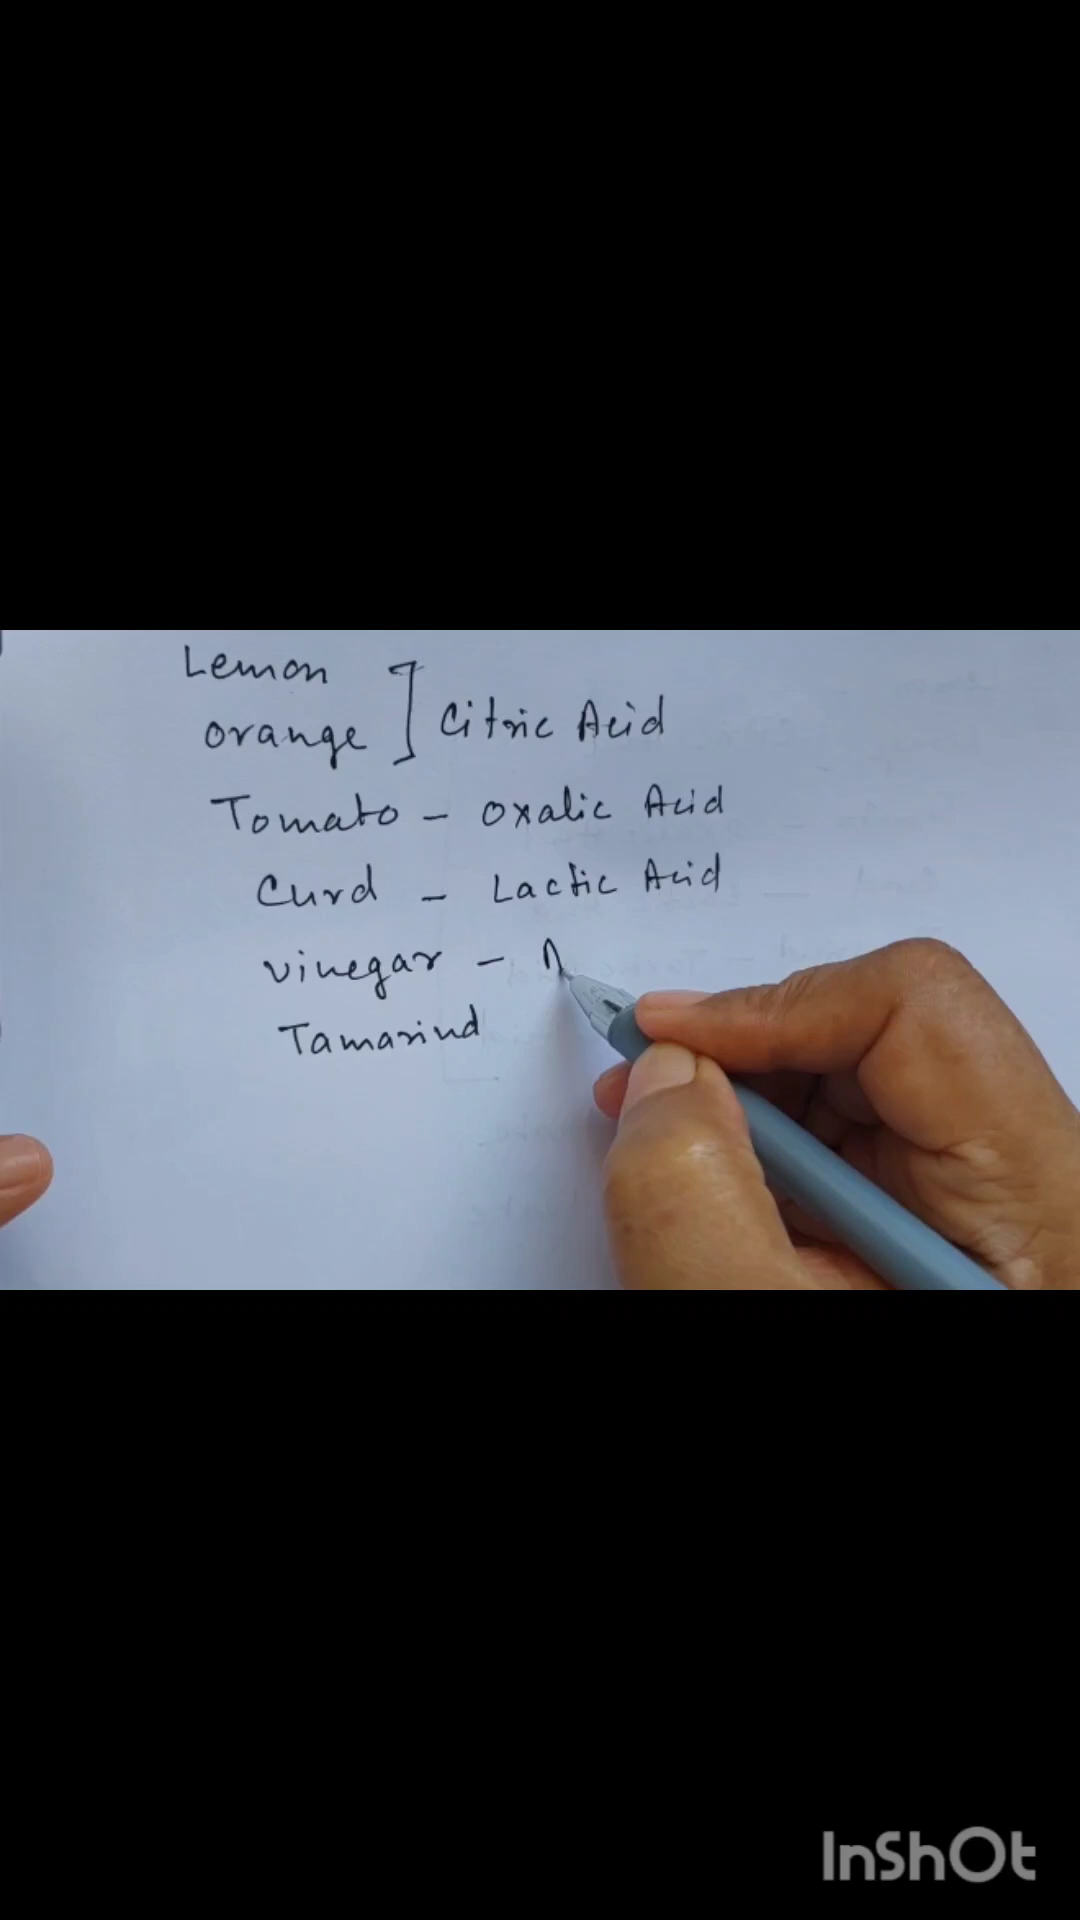 Lemon
orange ] Citric Acid
Tomato - Oxalic Acid
Curd - Lactic Acid
vinegar - A
Tamarind
InShOt